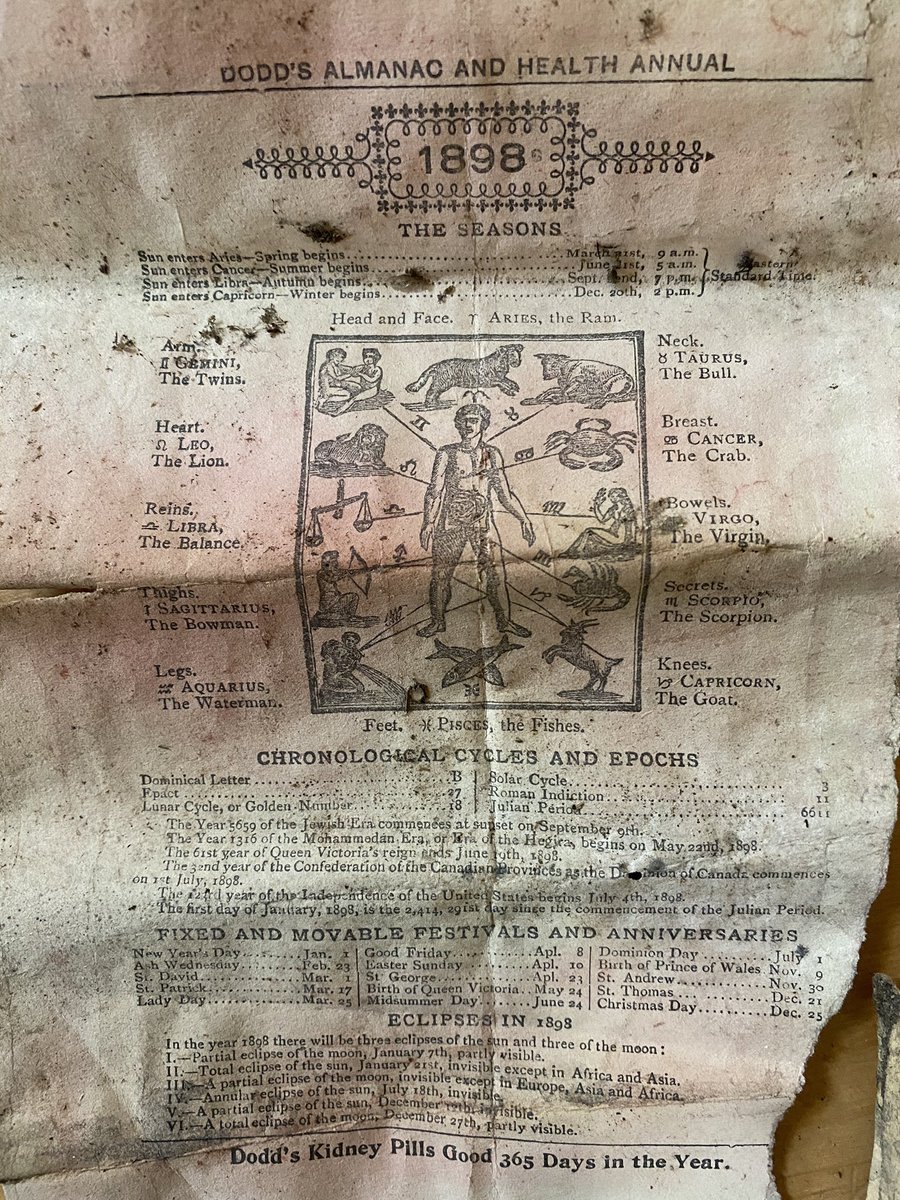 DODD'S ALMANAC AND HEALTH ANNUAL
1898
THE SEASONS
Sun enters Aries—Spring begins........................March 21st, 9 a.m.
Sun enters Cancer—Summer begins........................June 21st, 5 a.m.
Sun enters Libra—Autumn begins........................Sept. 22nd, 7 p.m.
Sun enters Capricorn—Winter begins........................Dec. 20th, 2 p.m.
Eastern
Standard Time.
Head and Face. ♈ ARIES, the Ram.
Arm.
♊ GEMINI,
The Twins.
Neck.
♉ TAURUS,
The Bull.
Heart.
♌ LEO,
The Lion.
Breast.
♋ CANCER,
The Crab.
Reins.
♎ LIBRA,
The Balance.
Bowels.
VIRGO,
The Virgin.
Thighs.
♐ SAGITTARIUS,
The Bowman.
Secrets.
♏ SCORPIO,
The Scorpion.
Legs.
♒ AQUARIUS,
The Waterman.
Knees.
♑ CAPRICORN,
The Goat.
Feet. ♓ PISCES, the Fishes.
CHRONOLOGICAL CYCLES AND EPOCHS
Dominical Letter........................B
Epact........................27
Lunar Cycle, or Golden Number........................18
Solar Cycle........................3
Roman Indiction........................11
Julian Period........................6611
The Year 5659 of the Jewish Era commences at sunset on September 9th.
The Year 1316 of the Mohammedan Era, or Era of the Hegira, begins on May 22nd, 1898.
The 61st year of Queen Victoria's reign ends June 19th, 1898.
The 32nd year of the Confederation of the Canadian Provinces as the Dominion of Canada commences
on 1st July, 1898.
The 123rd year of the Independence of the United States begins July 4th, 1898.
The first day of January, 1898, is the 2,414,291st day since the commencement of the Julian Period.
FIXED AND MOVABLE FESTIVALS AND ANNIVERSARIES
New Year's Day........Jan. 1
Ash Wednesday........Feb. 23
St. David........Mar. 1
St. Patrick........Mar. 17
Lady Day........Mar. 25
Good Friday........Apl. 8
Easter Sunday........Apl. 10
St George........Apl. 23
Birth of Queen Victoria..May 24
Midsummer Day........June 24
Dominion Day........July 1
Birth of Prince of Wales Nov. 9
St. Andrew........Nov. 30
St. Thomas........Dec. 21
Christmas Day........Dec. 25
ECLIPSES IN 1898
In the year 1898 there will be three eclipses of the sun and three of the moon:
I.—Partial eclipse of the moon, January 7th, partly visible.
II.—Total eclipse of the sun, January 21st, invisible except in Africa and Asia.
III.—A partial eclipse of the moon, invisible except in Europe, Asia and Africa.
IV.—Annular eclipse of the sun, July 18th, invisible.
V.—A partial eclipse of the sun, December invisible.
VI.—A total eclipse of the moon, December 27th, partly visible.
Dodd's Kidney Pills Good 365 Days in the Year.